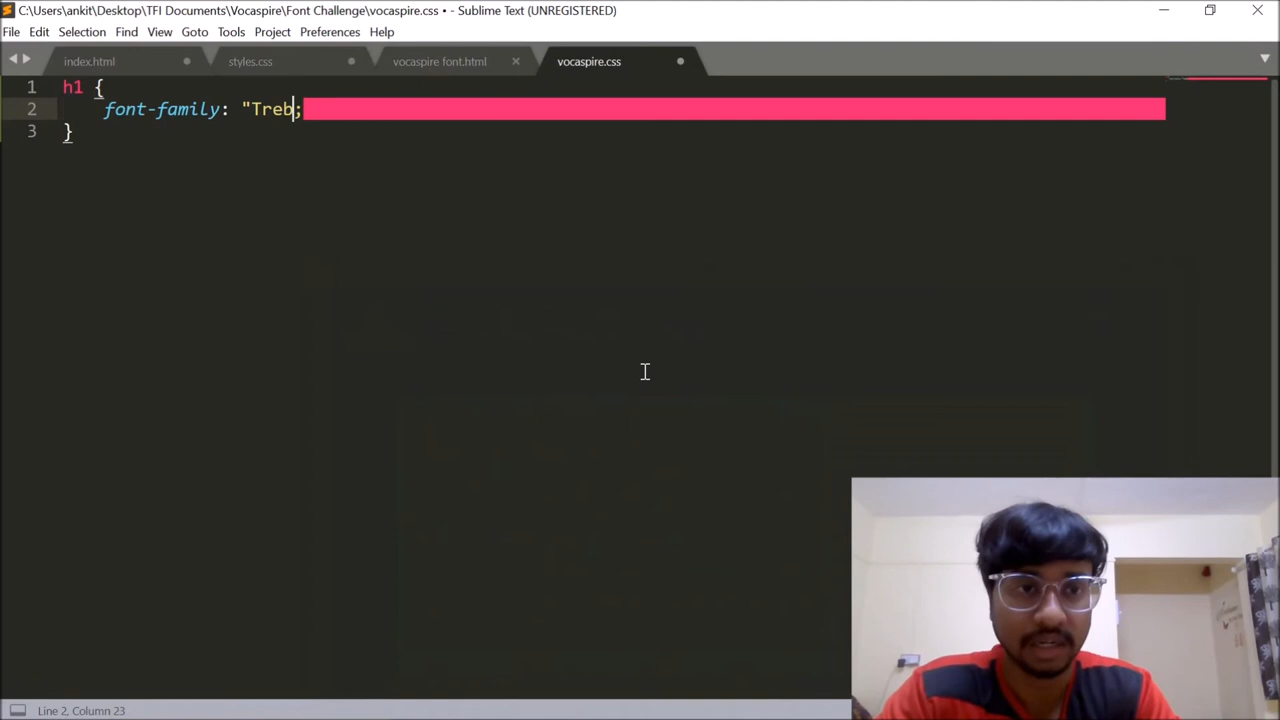 C:\Users\ankit\Desktop\TFI Documents\Vocaspire\Font Challenge\vocaspire.css • - Sublime Text (UNREGISTERED)
File Edit Selection Find View Goto Tools Project Preferences Help
index.html styles.css vocaspire font.html vocaspire.css
1 h1 {
2 font-family: "Treb;
3 }
Line 2, Column 23